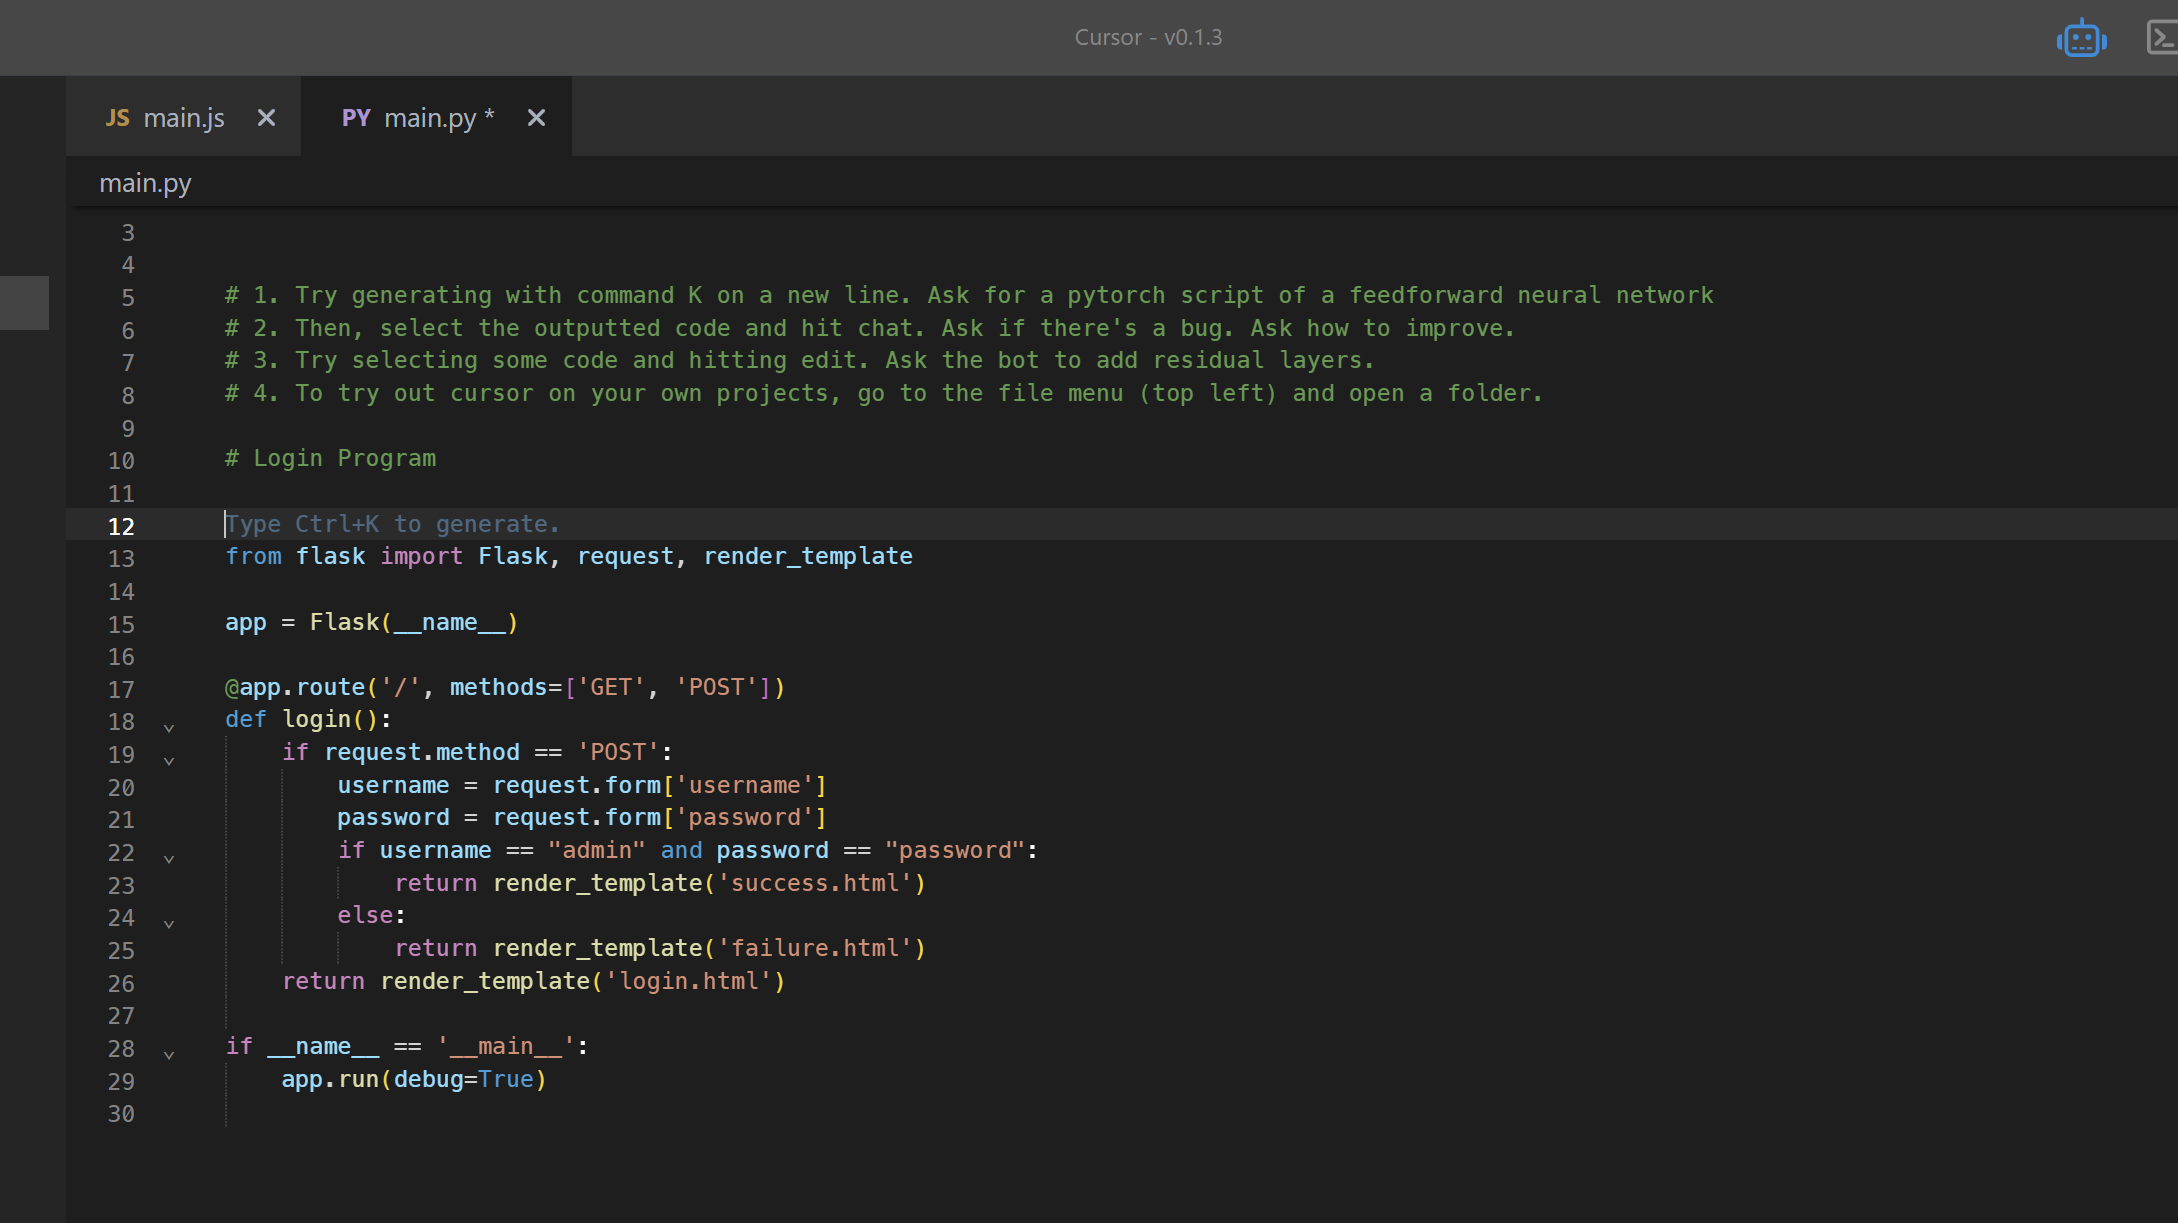 Cursor - v0.1.3
JS main.js ×
PY main.py * ×
main.py
3
4
5 # 1. Try generating with command K on a new line. Ask for a pytorch script of a feedforward neural network
6 # 2. Then, select the outputted code and hit chat. Ask if there's a bug. Ask how to improve.
7 # 3. Try selecting some code and hitting edit. Ask the bot to add residual layers.
8 # 4. To try out cursor on your own projects, go to the file menu (top left) and open a folder.
9
10 # Login Program
11
12 Type Ctrl+K to generate.
13 from flask import Flask, request, render_template
14
15 app = Flask(__name__)
16
17 @app.route('/', methods=['GET', 'POST'])
18 def login():
19     if request.method == 'POST':
20         username = request.form['username']
21         password = request.form['password']
22         if username == "admin" and password == "password":
23             return render_template('success.html')
24         else:
25             return render_template('failure.html')
26     return render_template('login.html')
27
28 if __name__ == '__main__':
29     app.run(debug=True)
30